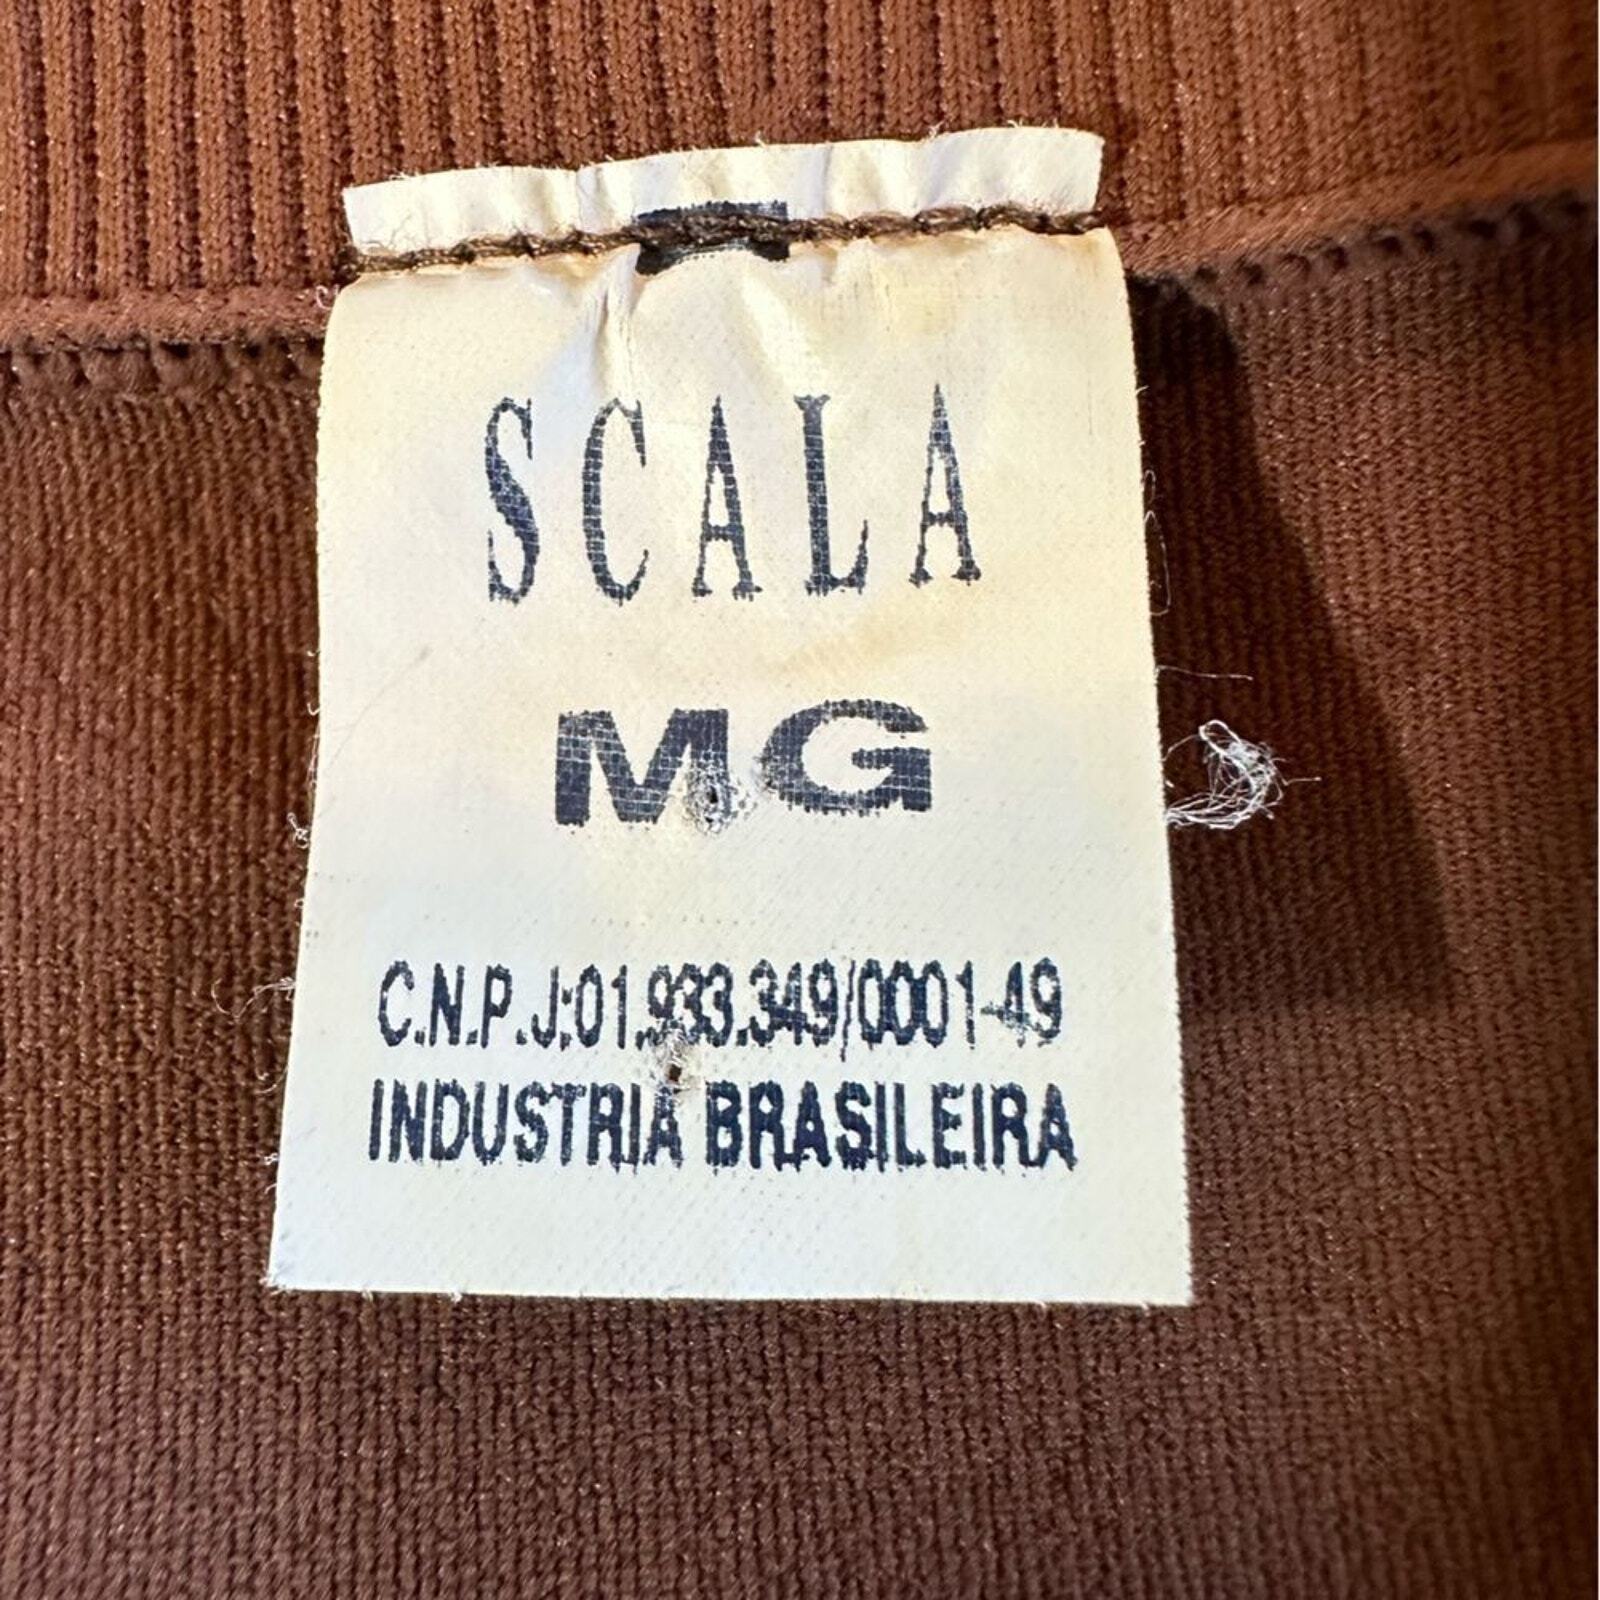 SCALA
MG
C.N.P.J:01.933.349/0001-49
INDUSTRIA BRASILEIRA